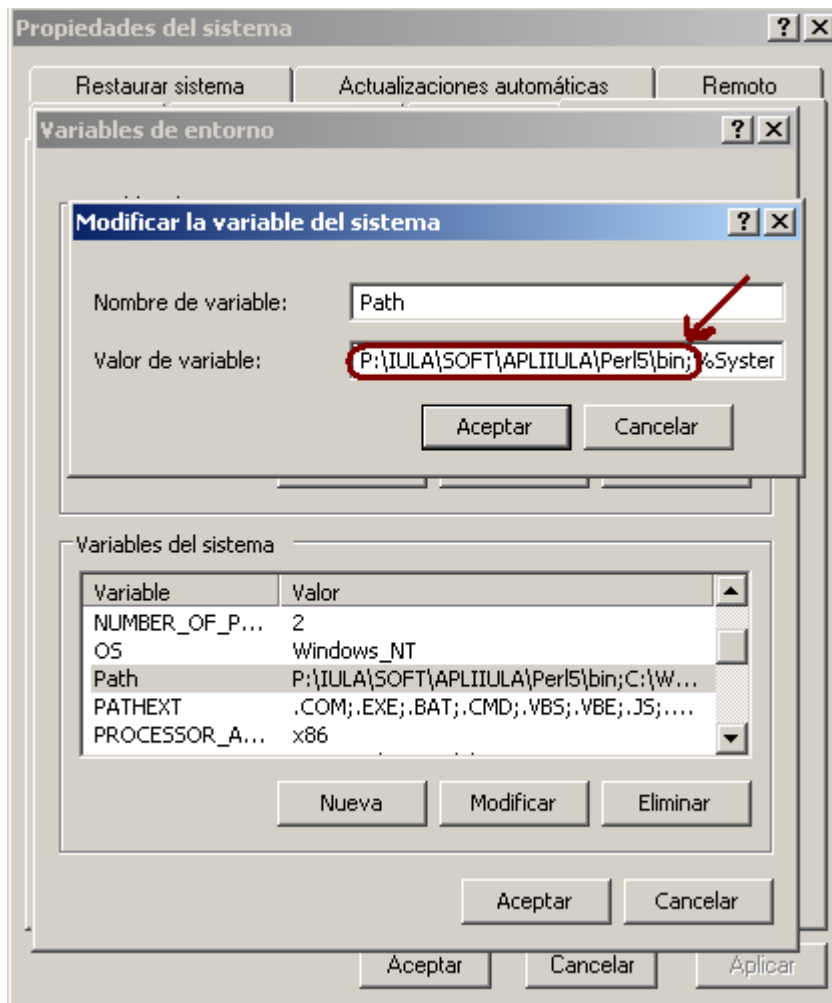 Propiedades del sistema
Restaurar sistema Actualizaciones automáticas Remoto
Variables de entorno
Modificar la variable del sistema
Nombre de variable: Path
Valor de variable: P:\IULA\SOFT\APLIIULA\Perl5\bin;%Syster
Aceptar Cancelar
Variables del sistema
Variable Valor
NUMBER_OF_P... 2
OS Windows_NT
Path P:\IULA\SOFT\APLIIULA\Perl5\bin;C:\W...
PATHEXT .COM;.EXE;.BAT;.CMD;.VBS;.VBE;.JS;....
PROCESSOR_A... x86
Nueva Modificar Eliminar
Aceptar Cancelar
Aceptar Cancelar Aplicar